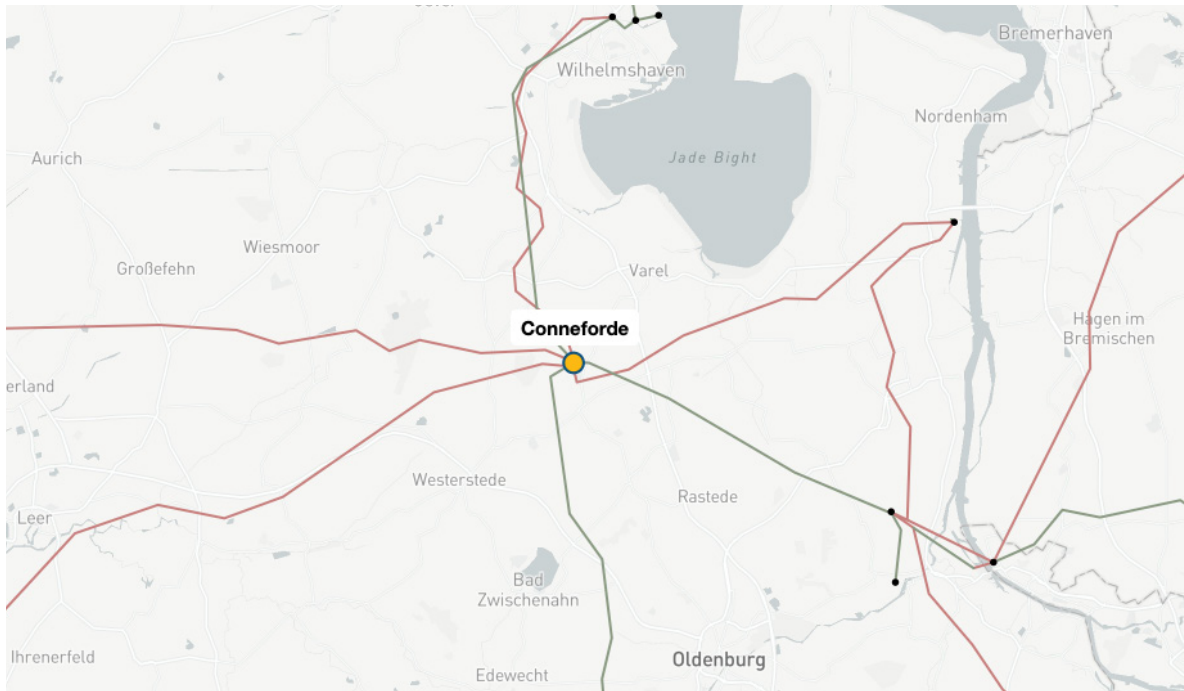 Bremerhaven
Wilhelmshaven
Nordenham
Aurich
Jade Bight
Wiesmoor
Großefehn
Varel
Conneforde
Hagen im
Bremischen
erland
Westerstede
Rastede
Leer
Bad
Zwischenahn
Ihrenerfeld
Oldenburg
Edewecht